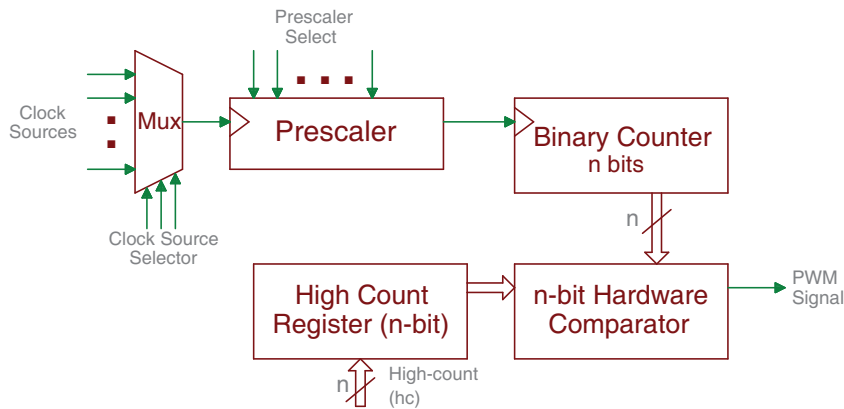 Prescaler
Select
Clock
Sources
Mux
Prescaler
Binary Counter
n bits
Clock Source
Selector
n
High Count
Register (n-bit)
n-bit Hardware
Comparator
PWM
Signal
n
High-count
(hc)